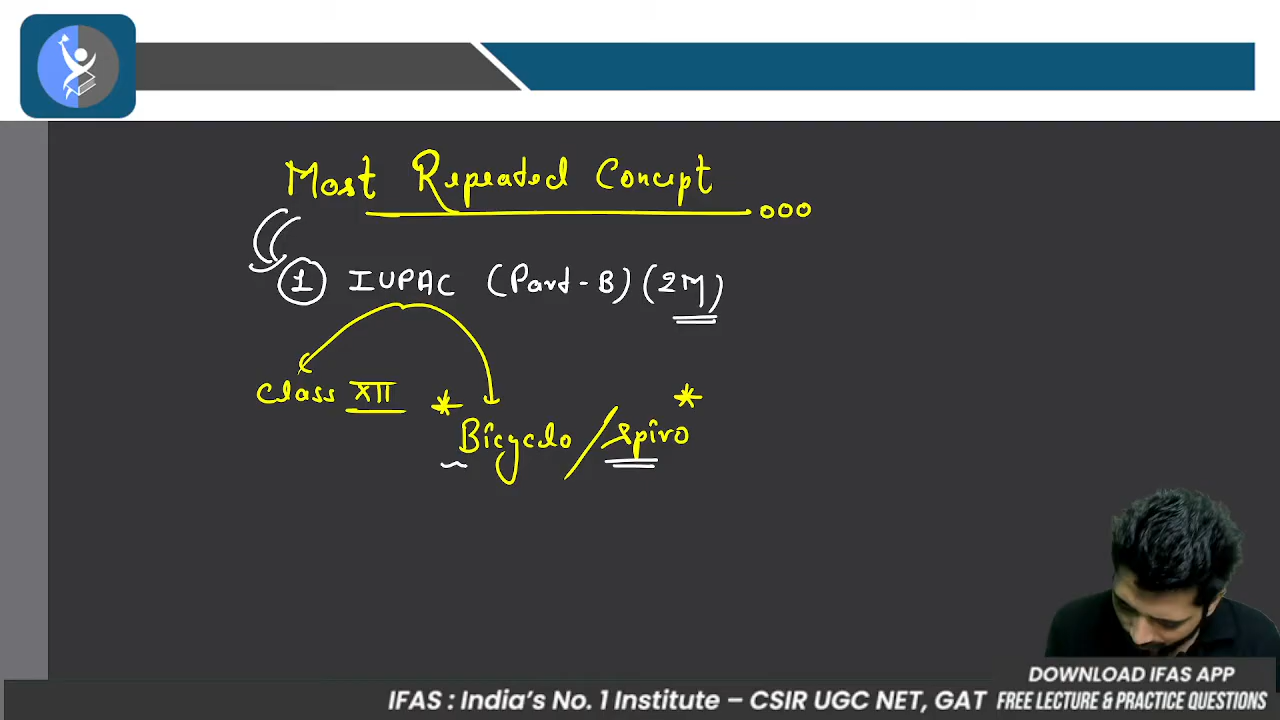 Most Repeated Concept
1 IUPAC (Part-B) (2M)
Class XII
* Bicyclo / Spiro *
DOWNLOAD IFAS APP
IFAS : India's No. 1 Institute – CSIR UGC NET, GAT FREE LECTURE & PRACTICE QUESTIONS